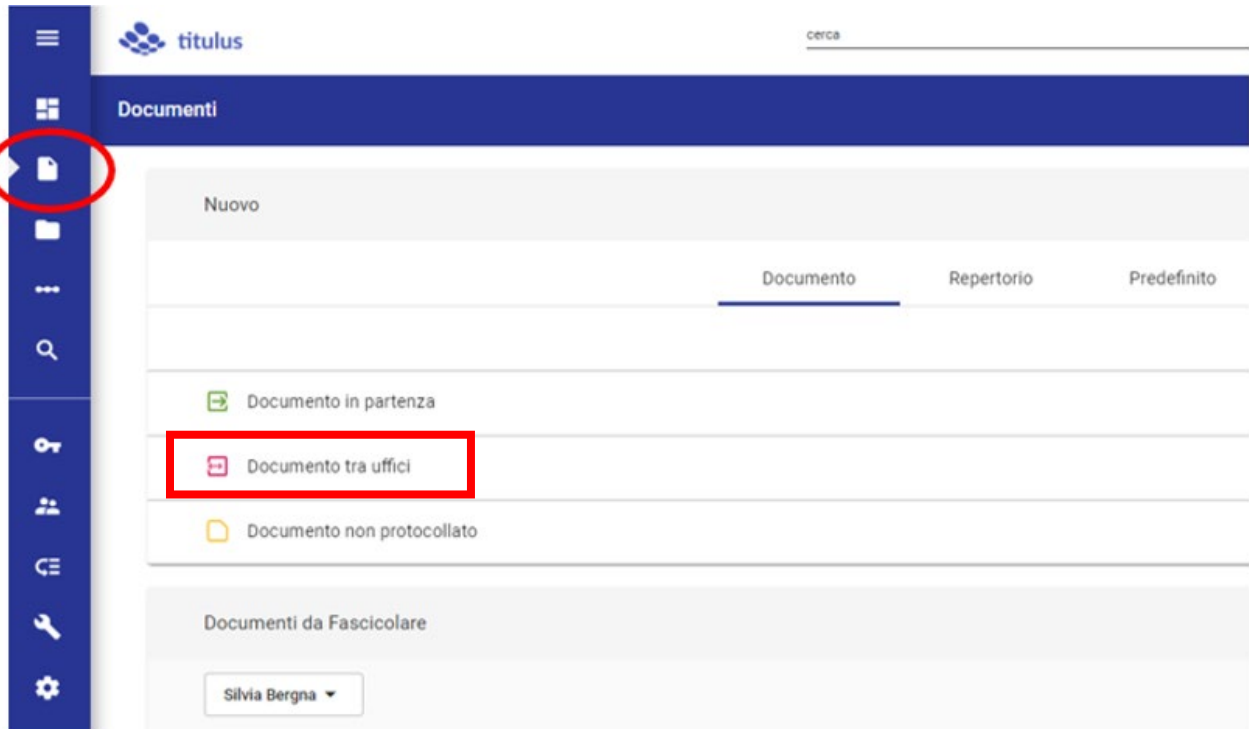 titulus
cerca
Documenti
Nuovo
Documento Repertorio Predefinito
Documento in partenza
Documento tra uffici
Documento non protocollato
Documenti da Fascicolare
Silvia Bergna